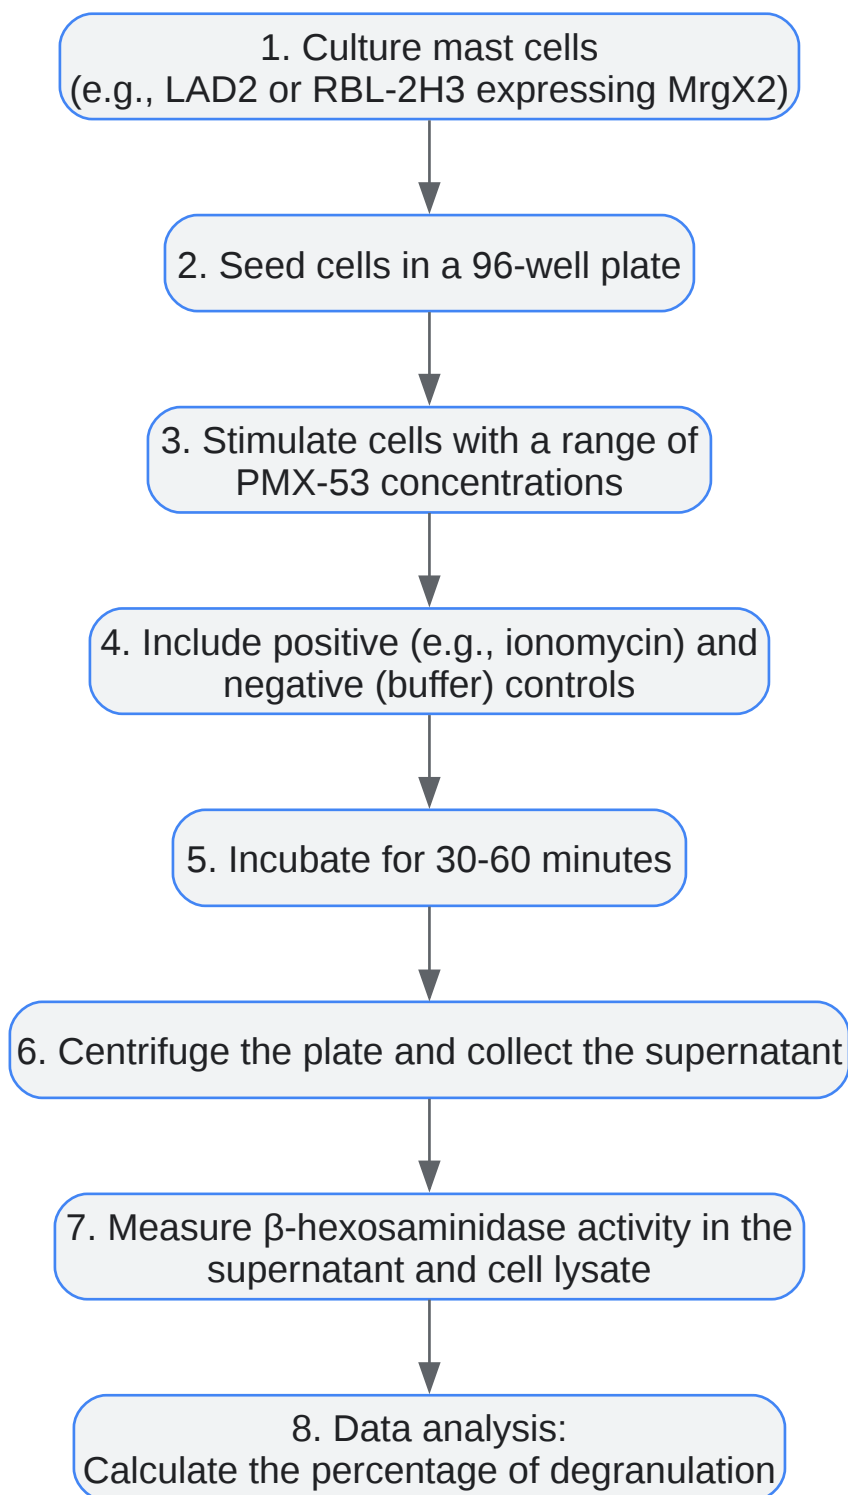 1. Culture mast cells
(e.g., LAD2 or RBL-2H3 expressing MrgX2)
2. Seed cells in a 96-well plate
3. Stimulate cells with a range of
PMX-53 concentrations
4. Include positive (e.g., ionomycin) and
negative (buffer) controls
5. Incubate for 30-60 minutes
6. Centrifuge the plate and collect the supernatant
7. Measure β-hexosaminidase activity in the
supernatant and cell lysate
8. Data analysis:
Calculate the percentage of degranulation